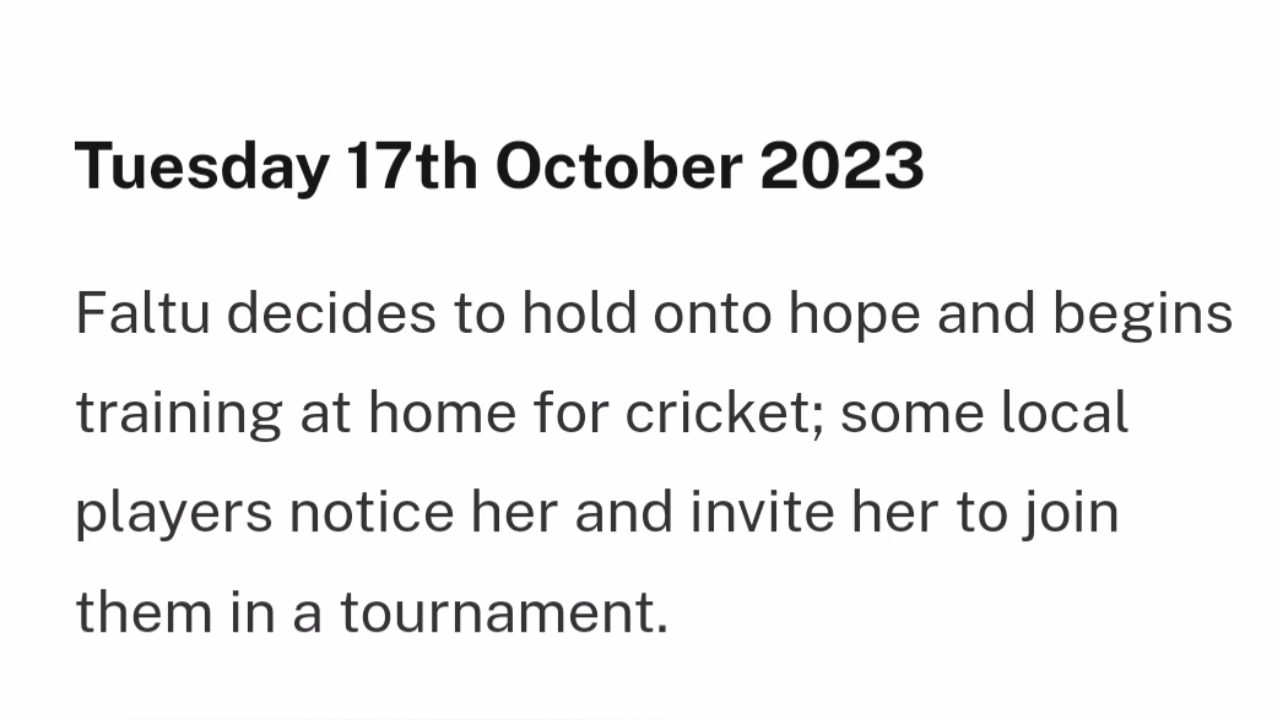 Tuesday 17th October 2023
Faltu decides to hold onto hope and begins
training at home for cricket; some local
players notice her and invite her to join
them in a tournament.